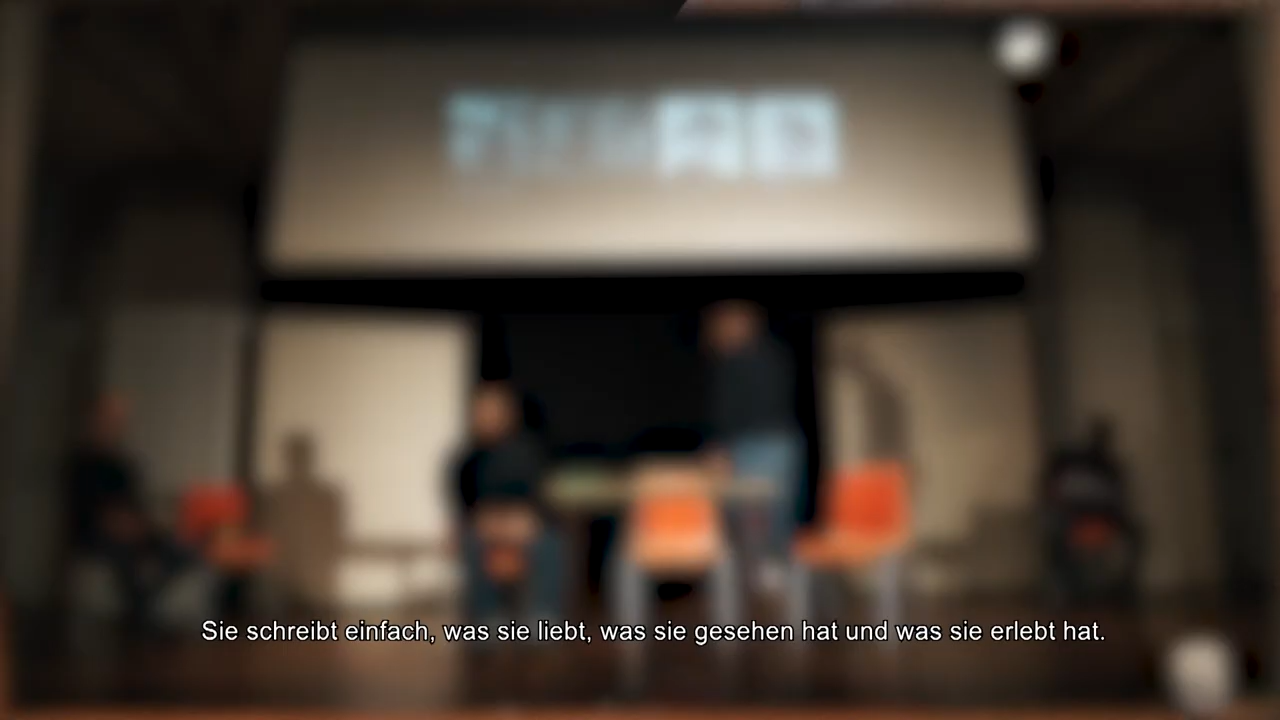 Sie schreibt einfach, was sie liebt, was sie gesehen hat und was sie erlebt hat.